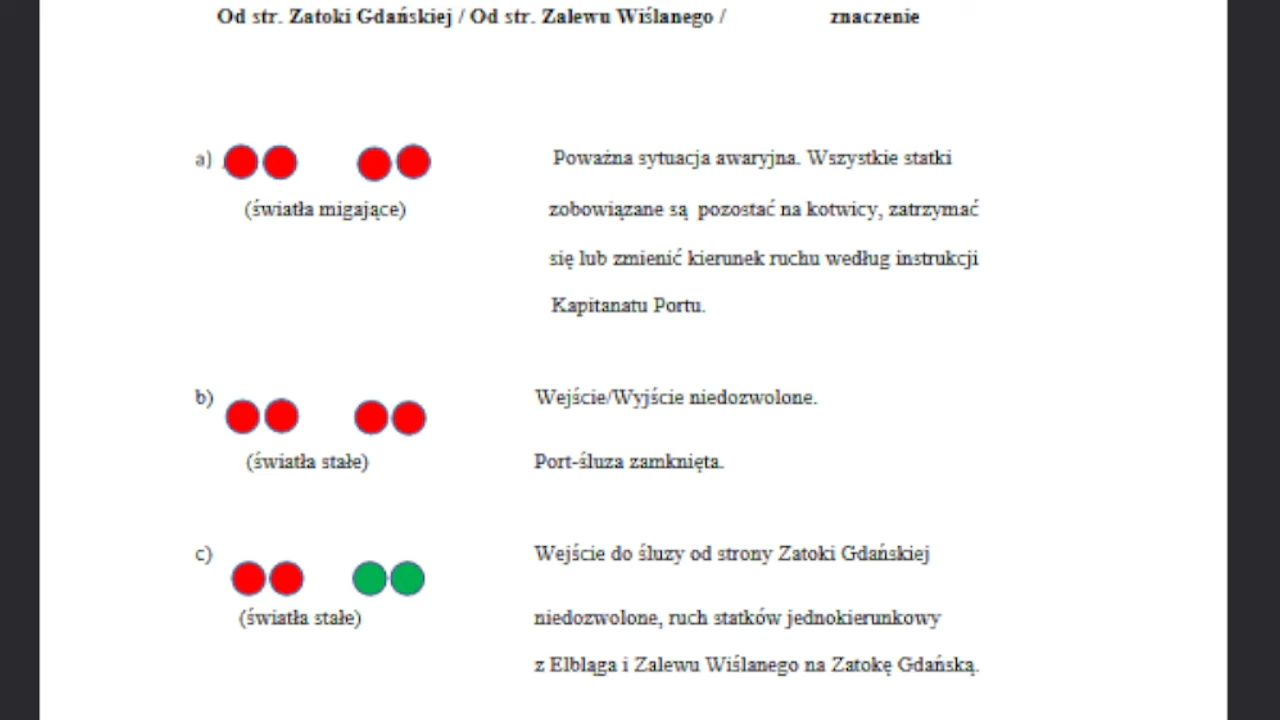 Od str. Zatoki Gdańskiej / Od str. Zalewu Wiślanego / znaczenie
a) Poważna sytuacja awaryjna. Wszystkie statki
(światła migające) zobowiązane są pozostać na kotwicy, zatrzymać
się lub zmienić kierunek ruchu według instrukcji
Kapitanatu Portu.
b) Wejście/Wyjście niedozwolone.
(światła stałe) Port-śluza zamknięta.
c) Wejście do śluzy od strony Zatoki Gdańskiej
(światła stałe) niedozwolone, ruch statków jednokierunkowy
z Elbląga i Zalewu Wiślanego na Zatokę Gdańską.